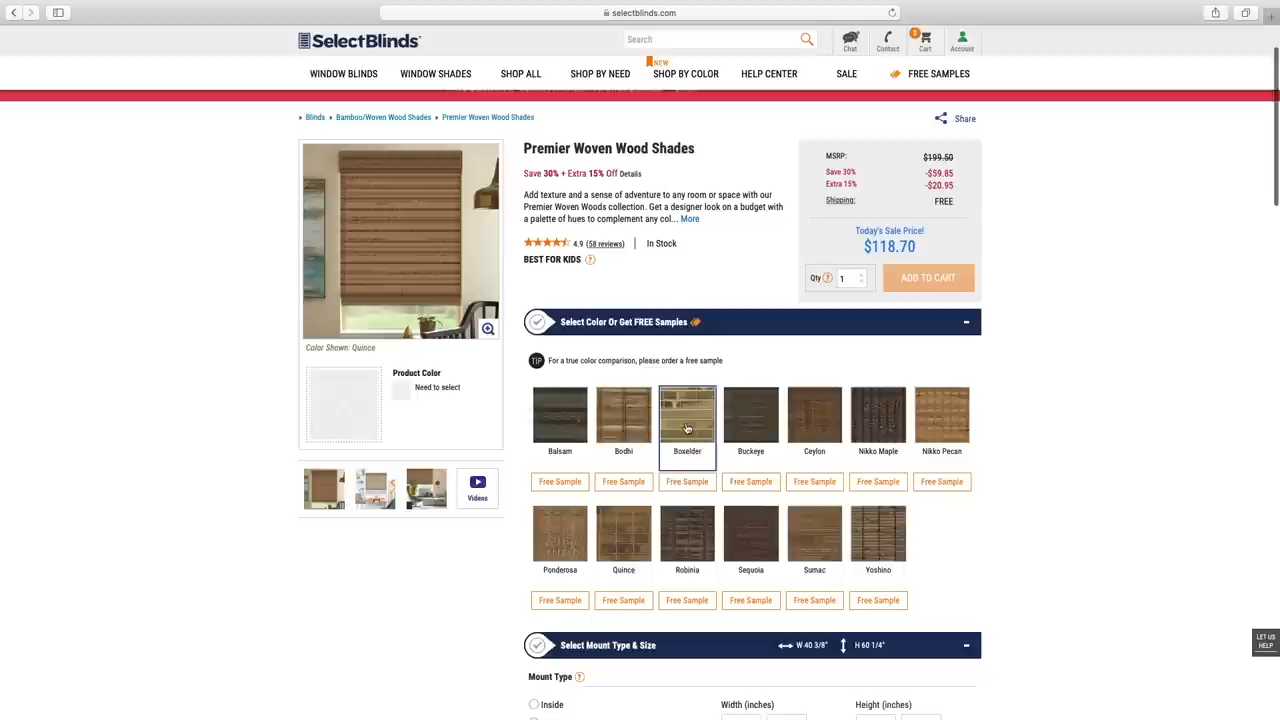 selectblinds.com
SelectBlinds
Search
Chat
Contact
Cart
Account
NEW
WINDOW BLINDS
WINDOW SHADES
SHOP ALL
SHOP BY NEED
SHOP BY COLOR
HELP CENTER
SALE
FREE SAMPLES
Blinds
Bamboo/Woven Wood Shades
Premier Woven Wood Shades
Share
Color Shown: Quince
Product Color
Need to select
Videos
Premier Woven Wood Shades
Save 30% + Extra 15% Off Details
Add texture and a sense of adventure to any room or space with our
Premier Woven Woods collection. Get a designer look on a budget with
a palette of hues to complement any col... More
4.9 (58 reviews) | In Stock
BEST FOR KIDS ?
MSRP: $199.50
Save 30% -$59.85
Extra 15% -$20.95
Shipping: FREE
Today's Sale Price!
$118.70
Qty ? 1
ADD TO CART
Select Color Or Get FREE Samples
TIP For a true color comparison, please order a free sample
Balsam
Bodhi
Boxelder
Buckeye
Ceylon
Nikko Maple
Nikko Pecan
Free Sample
Free Sample
Free Sample
Free Sample
Free Sample
Free Sample
Free Sample
Ponderosa
Quince
Robinia
Sequoia
Sumac
Yoshino
Free Sample
Free Sample
Free Sample
Free Sample
Free Sample
Free Sample
Select Mount Type & Size
W 40 3/8"
H 60 1/4"
Mount Type ?
Inside
Width (inches)
Height (inches)
LET US
HELP